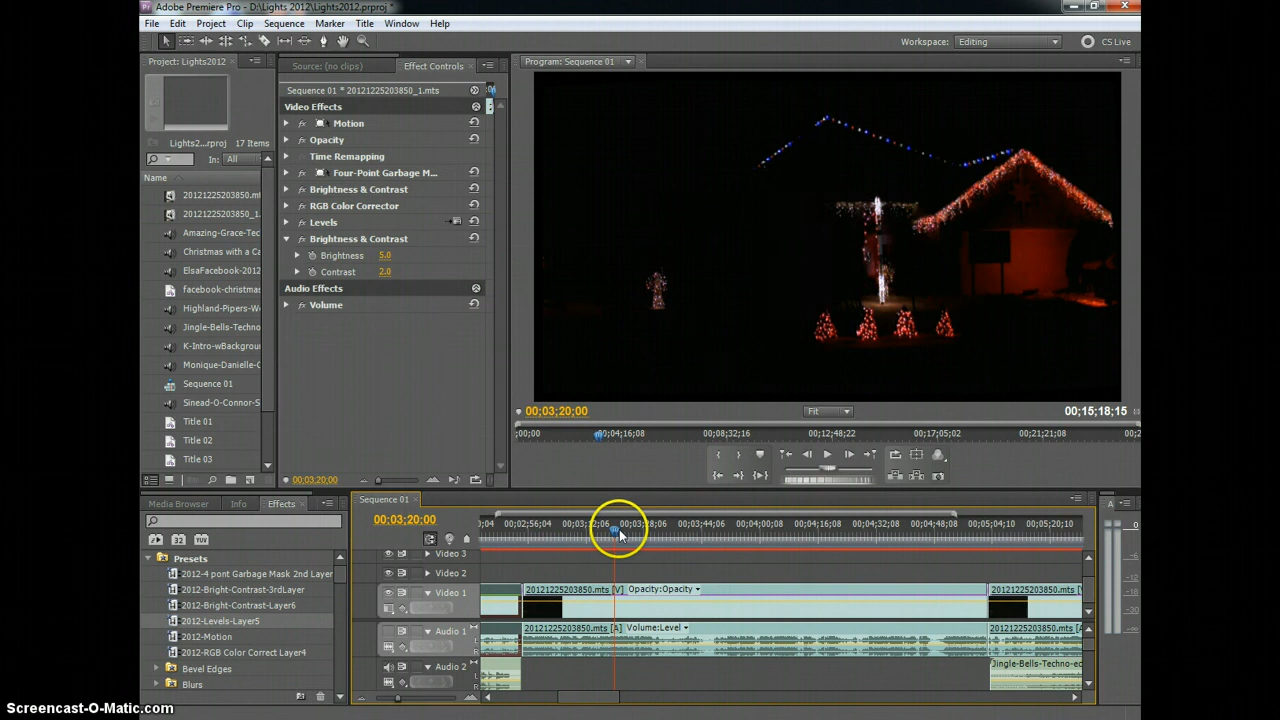 Adobe Premiere Pro - D:\Lights 2012\Lights2012.prproj *
File Edit Project Clip Sequence Marker Title Window Help
Workspace: Editing CS Live
Project: Lights2012
Source: (no clips) Effect Controls
Program: Sequence 01
Sequence 01 * 20121225203850_1.mts
Video Effects
Motion
Opacity
Time Remapping
Four-Point Garbage M...
Brightness & Contrast
RGB Color Corrector
Levels
Brightness & Contrast
Brightness 5.0
Contrast 2.0
Audio Effects
Volume
00;03;20;00
Lights2....rproj 17 Items
In: All
Name
20121225203850.mt
20121225203850_1.
Amazing-Grace-Tec
Christmas with a Ca
ElsaFacebook-2012
facebook-christmas
Highland-Pipers-W
Jingle-Bells-Techno
K-Intro-wBackgrou
Monique-Danielle-C
Sequence 01
Sinead-O-Connor-S
Title 01
Title 02
Title 03
00;03;20;00 Fit 00;15;18;15
;00;00 00;04;16;08 00;08;32;16 00;12;48;22 00;17;05;02 00;21;21;08 00;2
Media Browser Info Effects
Presets
2012-4 pont Garbage Mask 2nd Layer
2012-Bright-Contrast-3rdLayer
2012-Bright-Contrast-Layer6
2012-Levels-Layer5
2012-Motion
2012-RGB Color Correct Layer4
Bevel Edges
Blurs
Sequence 01
00;03;20;00
;04 00;02;56;04 00;03;12;06 00;03;28;06 00;03;44;06 00;04;00;08 00;04;16;08 00;04;32;08 00;04;48;08 00;05;04;10 00;05;20;10
Video 3
Video 2
Video 1
20121225203850.mts [V] Opacity:Opacity
20121225203850.mts [V
Audio 1
20121225203850.mts [A] Volume:Level
20121225203850.mts [A
Audio 2
Jingle-Bells-Techno-ed
0
-6
-12
-18
-30
Screencast-O-Matic.com